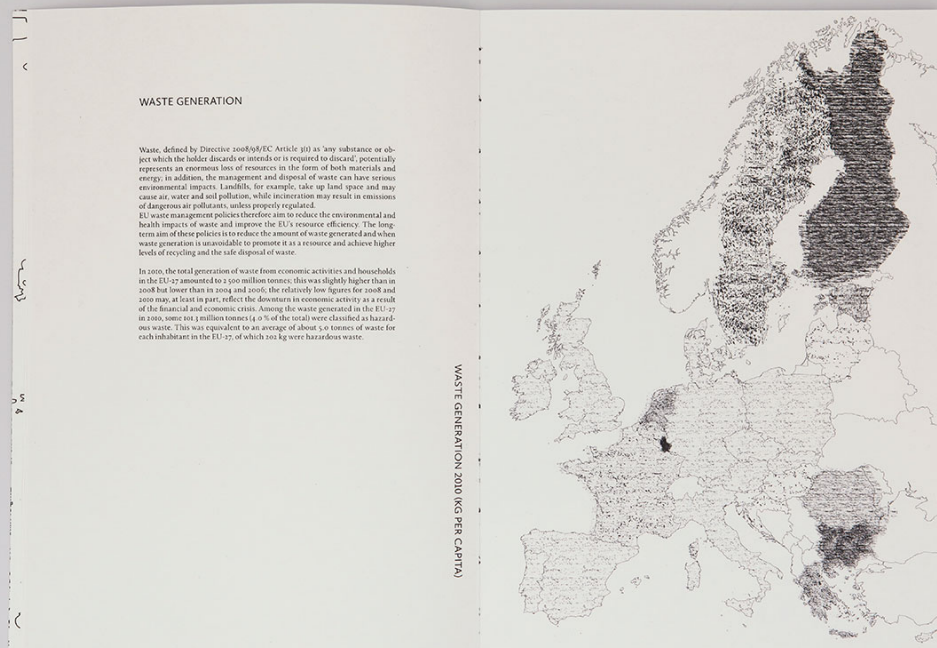 WASTE GENERATION
Waste, defined by Directive 2008/98/EC Article 3(1) as 'any substance or ob-
ject which the holder discards or intends or is required to discard', potentially
represents an enormous loss of resources in the form of both materials and
energy; in addition, the management and disposal of waste can have serious
environmental impacts. Landfills, for example, take up land space and may
cause air, water and soil pollution, while incineration may result in emissions
of dangerous air pollutants, unless properly regulated.
EU waste management policies therefore aim to reduce the environmental and
health impacts of waste and improve the EU's resource efficiency. The long-
term aim of these policies is to reduce the amount of waste generated and when
waste generation is unavoidable to promote it as a resource and achieve higher
levels of recycling and the safe disposal of waste.
In 2010, the total generation of waste from economic activities and households
in the EU-27 amounted to 2 500 million tonnes; this was slightly higher than in
2008 but lower than in 2004 and 2006; the relatively low figures for 2008 and
2010 may, at least in part, reflect the downturn in economic activity as a result
of the financial and economic crisis. Among the waste generated in the EU-27
in 2010, some 101.3 million tonnes (4.0 % of the total) were classified as hazard-
ous waste. This was equivalent to an average of about 5.0 tonnes of waste for
each inhabitant in the EU-27, of which 202 kg were hazardous waste.
WASTE GENERATION 2010 (KG PER CAPITA)